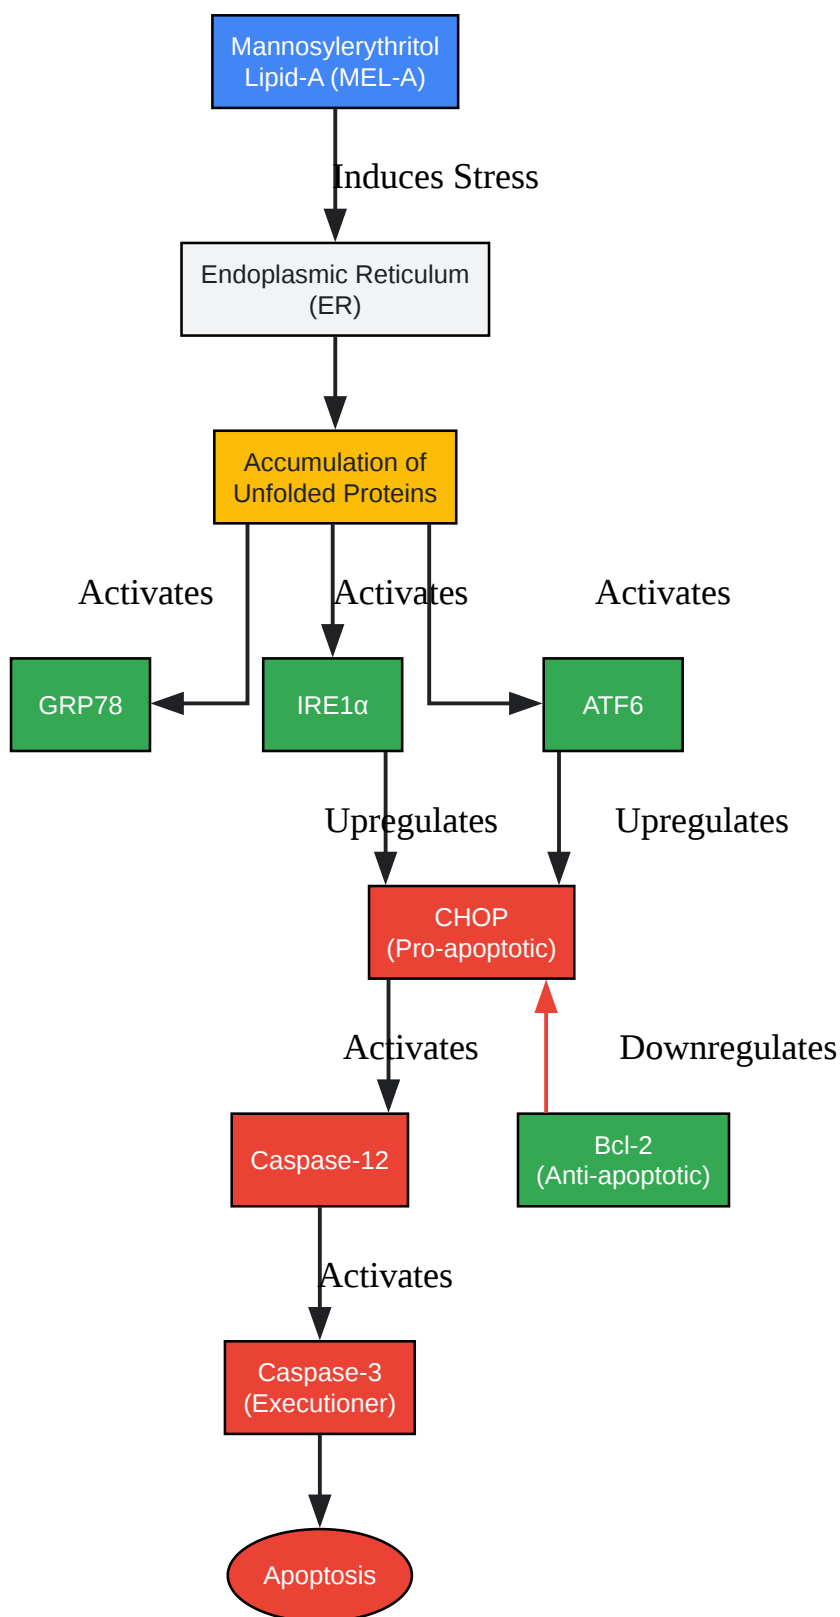 Mannosylerythritol
Lipid-A (MEL-A)
Induces Stress
Endoplasmic Reticulum
(ER)
Accumulation of
Unfolded Proteins
Activates
Activates
Activates
GRP78
IRE1α
ATF6
Upregulates
Upregulates
CHOP
(Pro-apoptotic)
Activates
Downregulates
Caspase-12
Bcl-2
(Anti-apoptotic)
Activates
Caspase-3
(Executioner)
Apoptosis